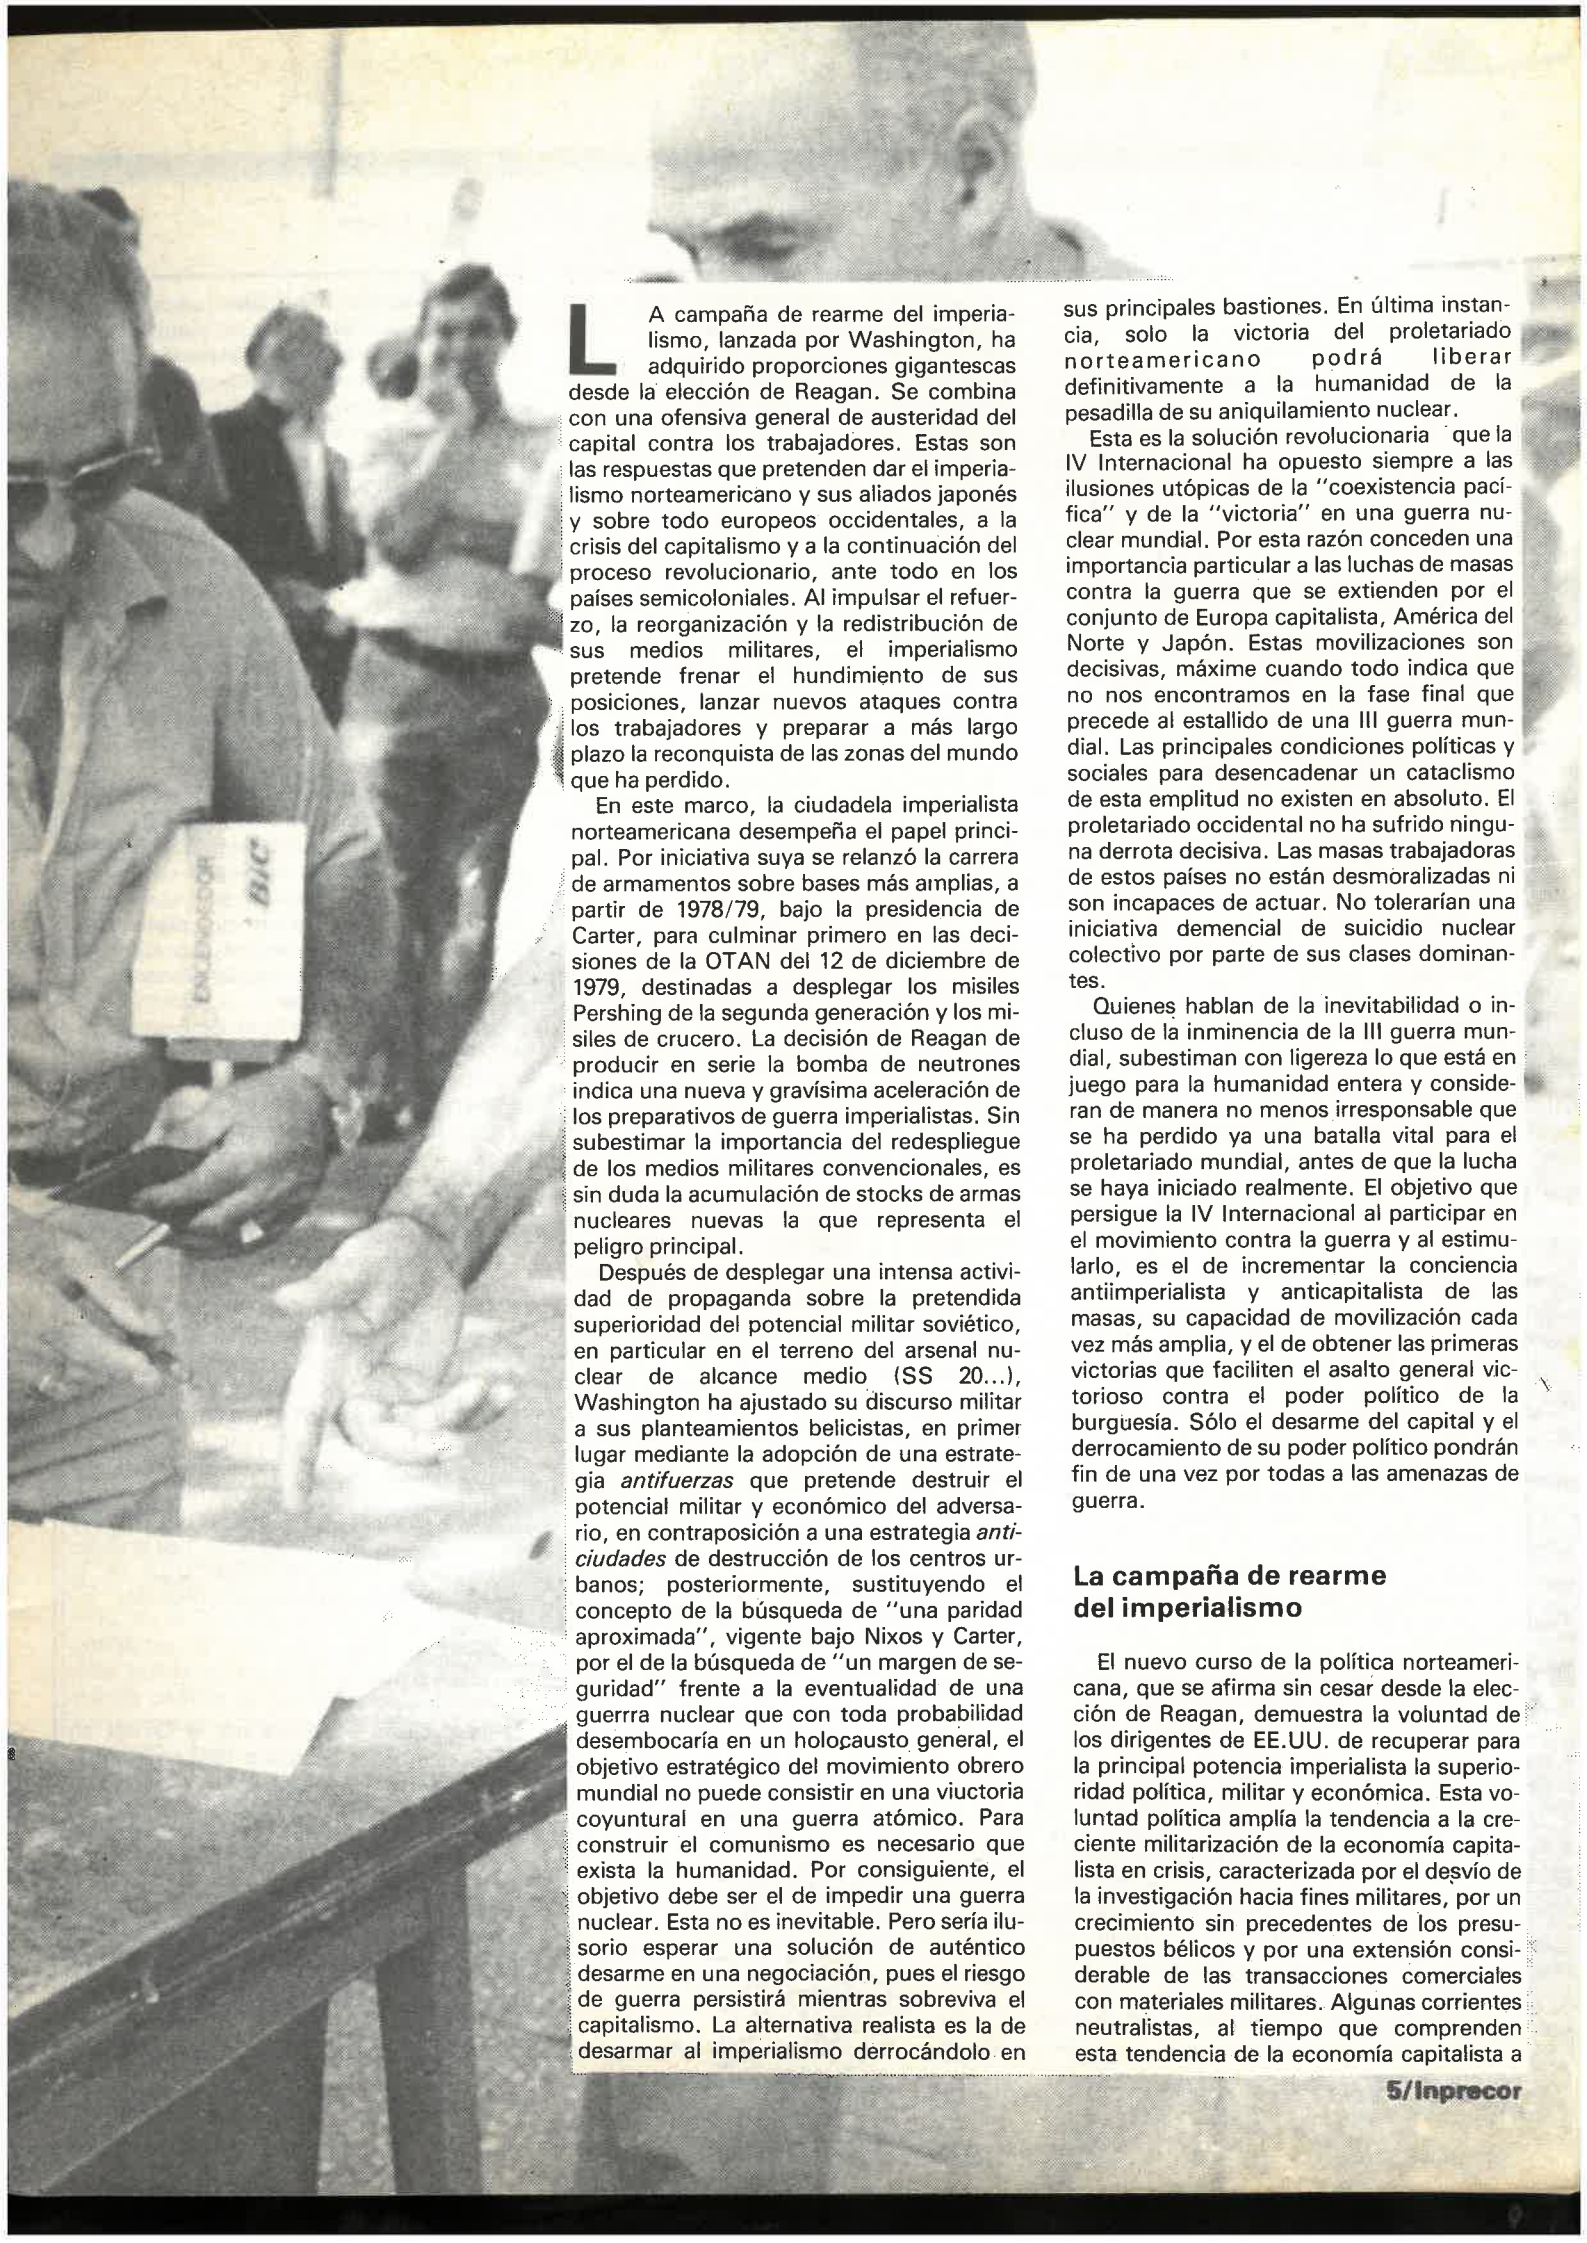 LA campaña de rearme del imperia-
lismo, lanzada por Washington, ha
adquirido proporciones gigantescas
desde la elección de Reagan. Se combina
con una ofensiva general de austeridad del
capital contra los trabajadores. Estas son
las respuestas que pretenden dar el imperia-
lismo norteamericano y sus aliados japonés
y sobre todo europeos occidentales, a la
crisis del capitalismo y a la continuación del
proceso revolucionario, ante todo en los
países semicoloniales. Al impulsar el refuer-
zo, la reorganización y la redistribución de
sus medios militares, el imperialismo
pretende frenar el hundimiento de sus
posiciones, lanzar nuevos ataques contra
los trabajadores y preparar a más largo
plazo la reconquista de las zonas del mundo
que ha perdido.
En este marco, la ciudadela imperialista
norteamericana desempeña el papel princi-
pal. Por iniciativa suya se relanzó la carrera
de armamentos sobre bases más amplias, a
partir de 1978/79, bajo la presidencia de
Carter, para culminar primero en las deci-
siones de la OTAN del 12 de diciembre de
1979, destinadas a desplegar los misiles
Pershing de la segunda generación y los mi-
siles de crucero. La decisión de Reagan de
producir en serie la bomba de neutrones
indica una nueva y gravísima aceleración de
los preparativos de guerra imperialistas. Sin
subestimar la importancia del redespliegue
de los medios militares convencionales, es
sin duda la acumulación de stocks de armas
nucleares nuevas la que representa el
peligro principal.
Después de desplegar una intensa activi-
dad de propaganda sobre la pretendida
superioridad del potencial militar soviético,
en particular en el terreno del arsenal nu-
clear de alcance medio (SS 20...),
Washington ha ajustado su discurso militar
a sus planteamientos belicistas, en primer
lugar mediante la adopción de una estrate-
gia antifuerzas que pretende destruir el
potencial militar y económico del adversa-
rio, en contraposición a una estrategia anti-
ciudades de destrucción de los centros ur-
banos; posteriormente, sustituyendo el
concepto de la búsqueda de "una paridad
aproximada", vigente bajo Nixos y Carter,
por el de la búsqueda de "un margen de se-
guridad" frente a la eventualidad de una
guerrra nuclear que con toda probabilidad
desembocaría en un holocausto general, el
objetivo estratégico del movimiento obrero
mundial no puede consistir en una viuctoria
coyuntural en una guerra atómico. Para
construir el comunismo es necesario que
exista la humanidad. Por consiguiente, el
objetivo debe ser el de impedir una guerra
nuclear. Esta no es inevitable. Pero sería ilu-
sorio esperar una solución de auténtico
desarme en una negociación, pues el riesgo
de guerra persistirá mientras sobreviva el
capitalismo. La alternativa realista es la de
desarmar al imperialismo derrocándolo en
sus principales bastiones. En última instan-
cia, solo la victoria del proletariado
norteamericano podrá liberar
definitivamente a la humanidad de la
pesadilla de su aniquilamiento nuclear.
Esta es la solución revolucionaria que la
IV Internacional ha opuesto siempre a las
ilusiones utópicas de la "coexistencia pací-
fica" y de la "victoria" en una guerra nu-
clear mundial. Por esta razón conceden una
importancia particular a las luchas de masas
contra la guerra que se extienden por el
conjunto de Europa capitalista, América del
Norte y Japón. Estas movilizaciones son
decisivas, máxime cuando todo indica que
no nos encontramos en la fase final que
precede al estallido de una III guerra mun-
dial. Las principales condiciones políticas y
sociales para desencadenar un cataclismo
de esta emplitud no existen en absoluto. El
proletariado occidental no ha sufrido ningu-
na derrota decisiva. Las masas trabajadoras
de estos países no están desmoralizadas ni
son incapaces de actuar. No tolerarían una
iniciativa demencial de suicidio nuclear
colectivo por parte de sus clases dominan-
tes.
Quienes hablan de la inevitabilidad o in-
cluso de la inminencia de la III guerra mun-
dial, subestiman con ligereza lo que está en
juego para la humanidad entera y conside-
ran de manera no menos irresponsable que
se ha perdido ya una batalla vital para el
proletariado mundial, antes de que la lucha
se haya iniciado realmente. El objetivo que
persigue la IV Internacional al participar en
el movimiento contra la guerra y al estimu-
larlo, es el de incrementar la conciencia
antiimperialista y anticapitalista de las
masas, su capacidad de movilización cada
vez más amplia, y el de obtener las primeras
victorias que faciliten el asalto general vic-
torioso contra el poder político de la
burguesía. Sólo el desarme del capital y el
derrocamiento de su poder político pondrán
fin de una vez por todas a las amenazas de
guerra.
La campaña de rearme
del imperialismo
El nuevo curso de la política norteameri-
cana, que se afirma sin cesar desde la elec-
ción de Reagan, demuestra la voluntad de
los dirigentes de EE.UU. de recuperar para
la principal potencia imperialista la superio-
ridad política, militar y económica. Esta vo-
luntad política amplía la tendencia a la cre-
ciente militarización de la economía capita-
lista en crisis, caracterizada por el desvío de
la investigación hacia fines militares, por un
crecimiento sin precedentes de los presu-
puestos bélicos y por una extensión consi-
derable de las transacciones comerciales
con materiales militares. Algunas corrientes
neutralistas, al tiempo que comprenden
esta tendencia de la economía capitalista a
5/Inprecor
BIC